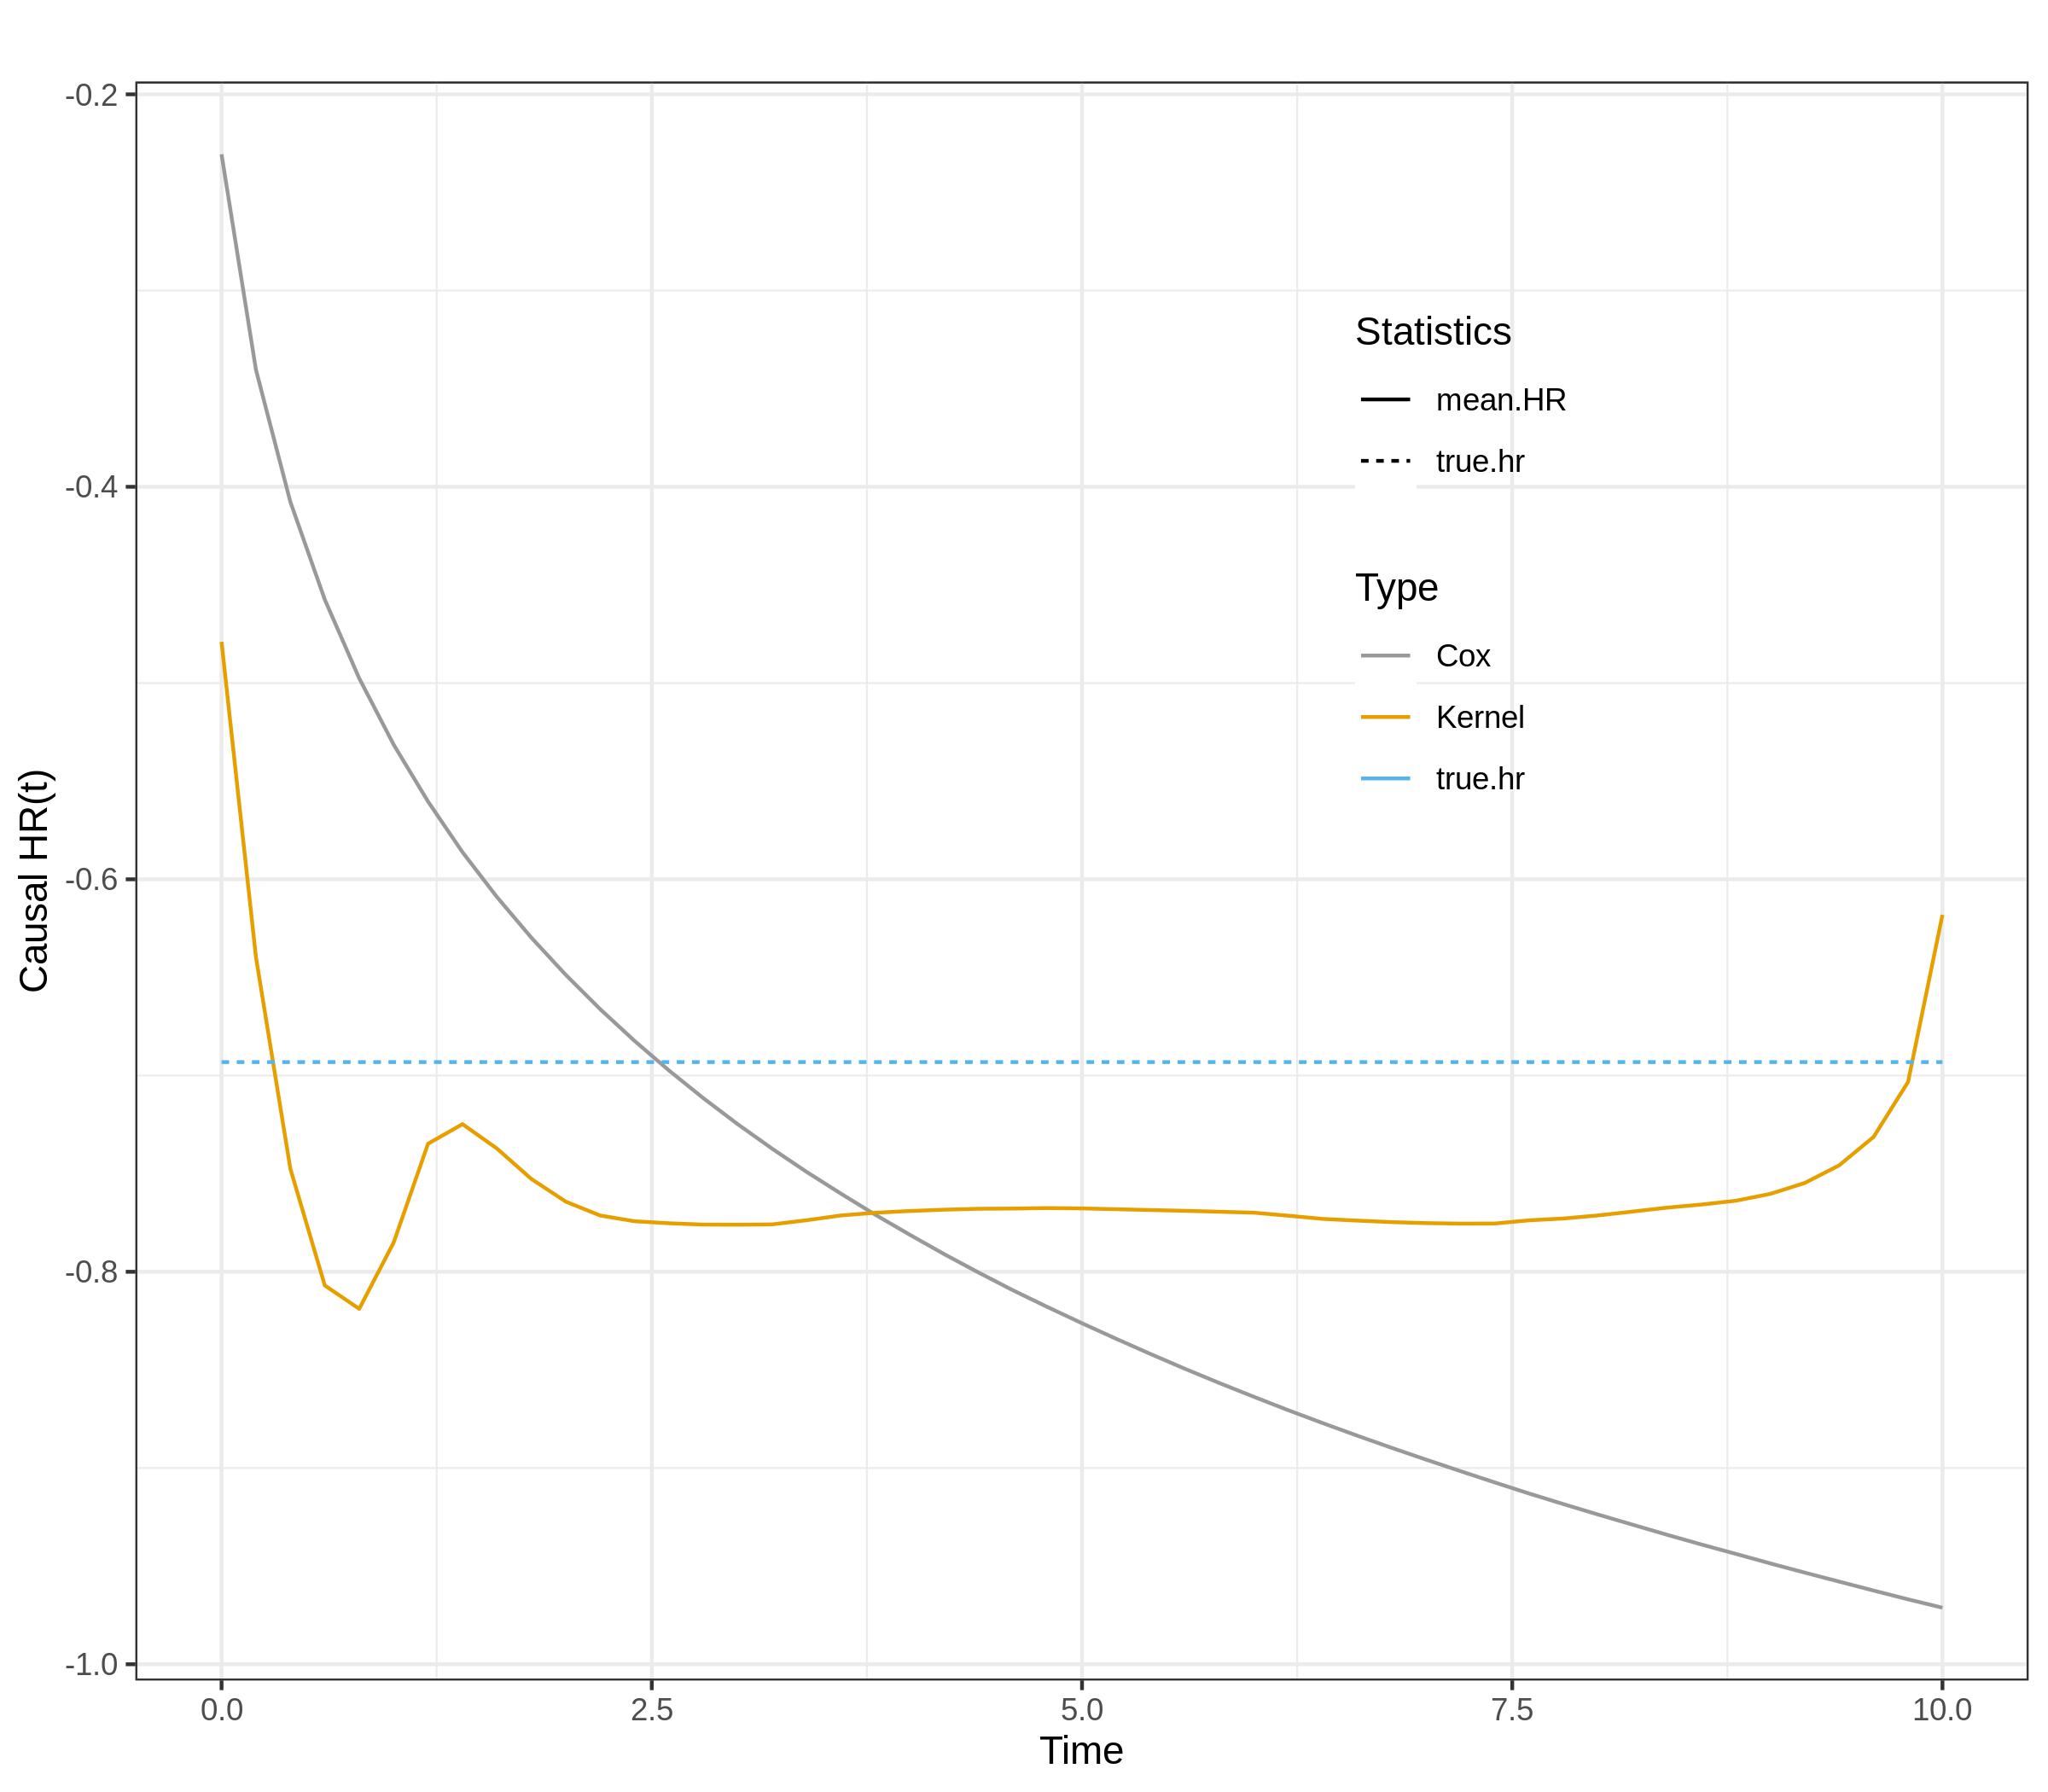 Causal HR(t)
-0.2
-0.4
-0.6
-0.8
-1.0
Statistics
mean.HR
true.hr
Type
Cox
Kernel
true.hr
0.0 2.5 5.0 7.5 10.0
Time